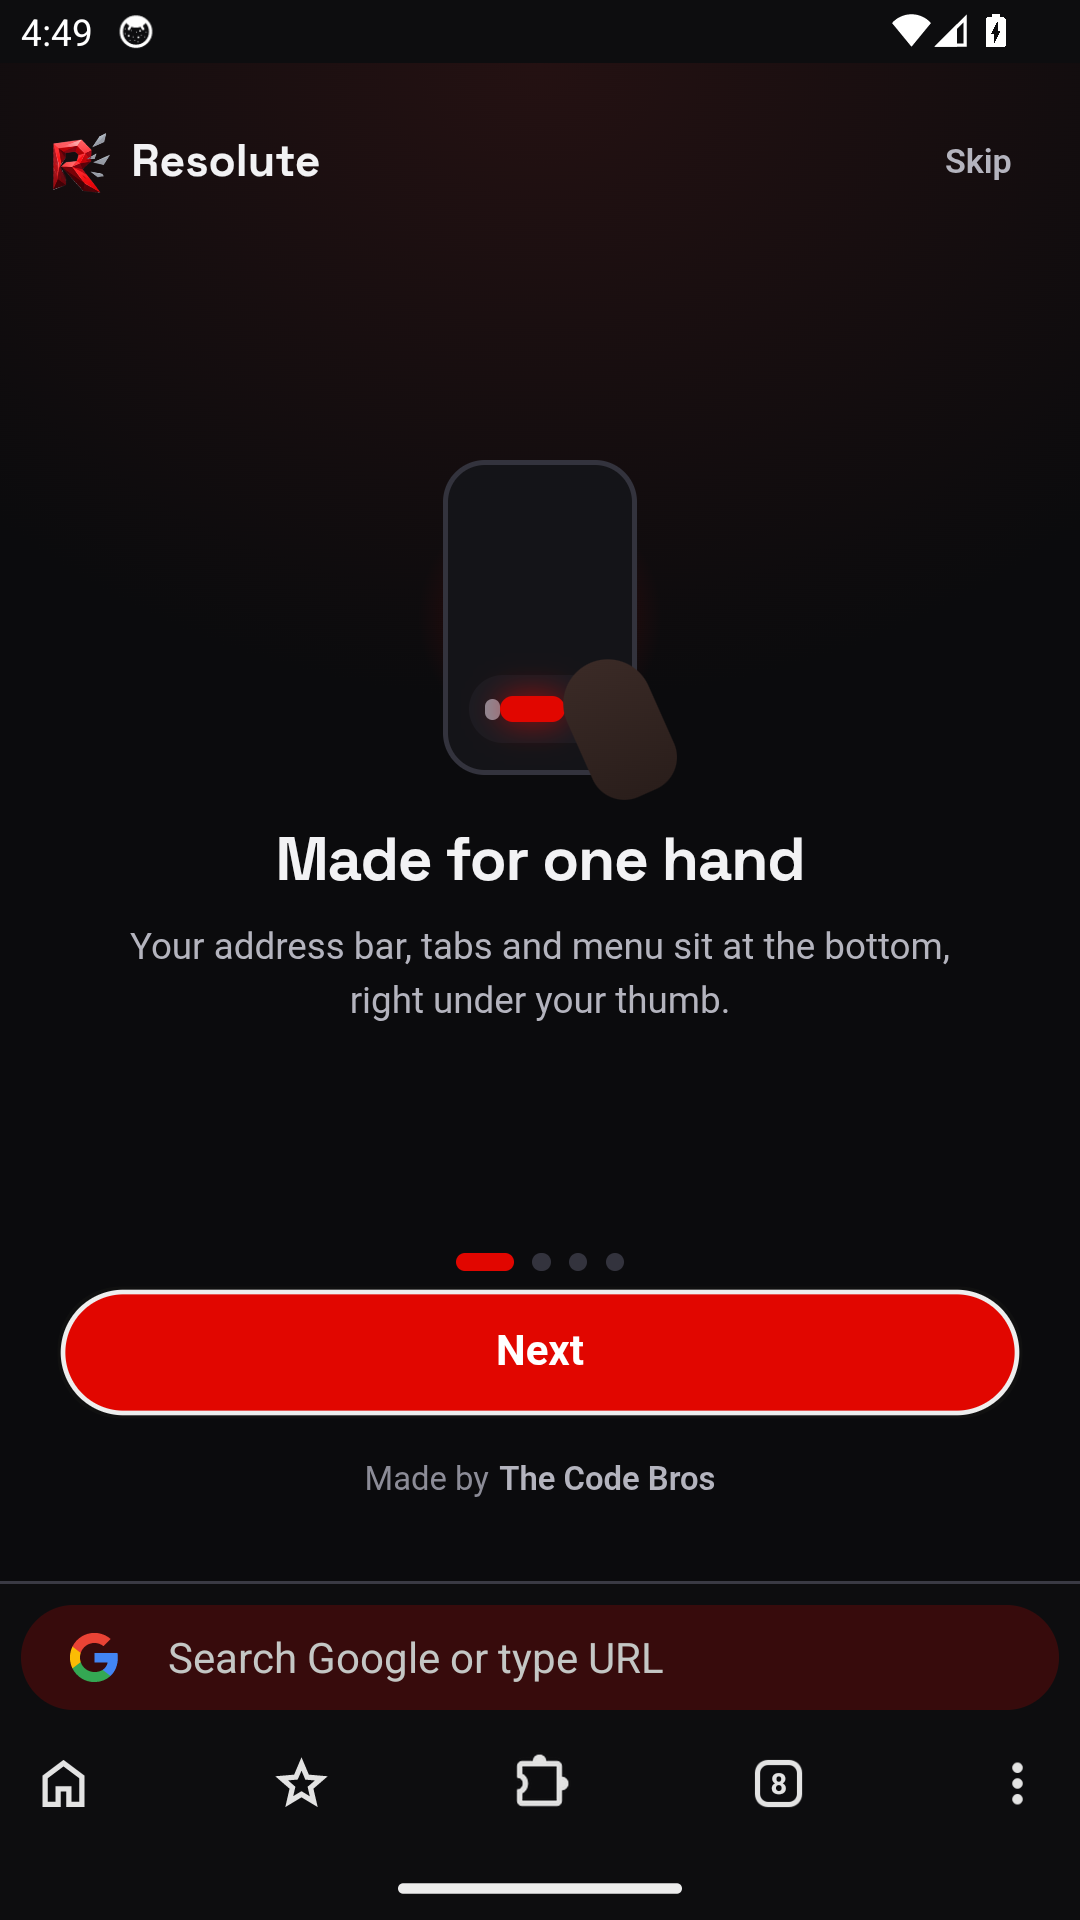 4:49
Resolute
Skip
Made for one hand
Your address bar, tabs and menu sit at the bottom,
right under your thumb.
Next
Made by The Code Bros
Search Google or type URL
8